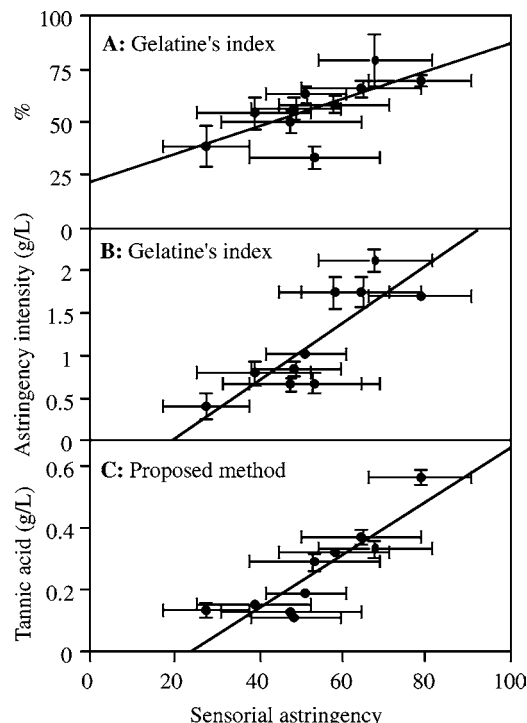 100
A: Gelatine's index
75
%
50
25
0
B: Gelatine's index
2
Astringency intensity (g/L)
1.5
1
0.5
0
C: Proposed method
0.6
Tannic acid (g/L)
0.4
0.2
0
0 20 40 60 80 100
Sensorial astringency